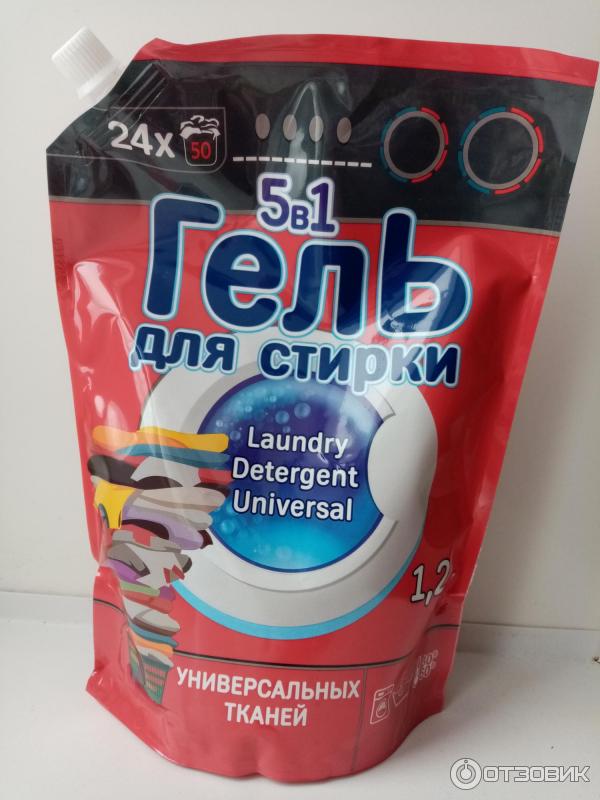 24x 50
5в1
Гель
для стирки
Laundry
Detergent
Universal
1,2
УНИВЕРСАЛЬНЫХ
ТКАНЕЙ
ОТЗОВИК